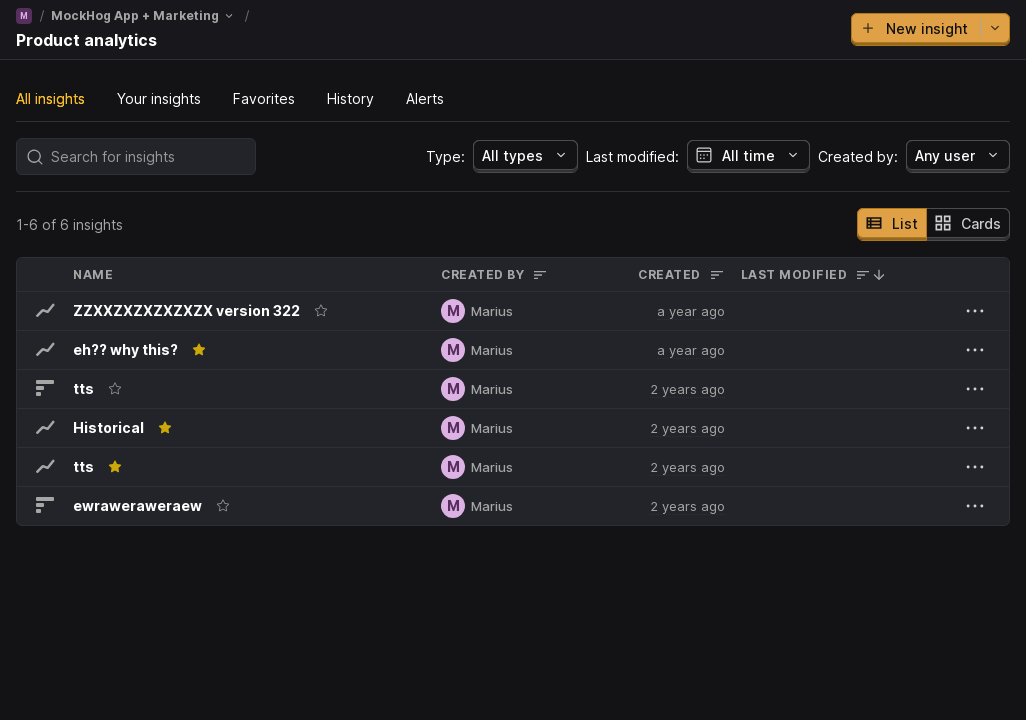 M / MockHog App + Marketing /
Product analytics
New insight
All insights Your insights Favorites History Alerts
Search for insights Type: All types Last modified: All time Created by: Any user
1-6 of 6 insights List Cards
NAME CREATED BY CREATED LAST MODIFIED
ZZXXZXZXZXZXZX version 322 M Marius a year ago
eh?? why this? M Marius a year ago
tts M Marius 2 years ago
Historical M Marius 2 years ago
tts M Marius 2 years ago
ewraweraweraew M Marius 2 years ago